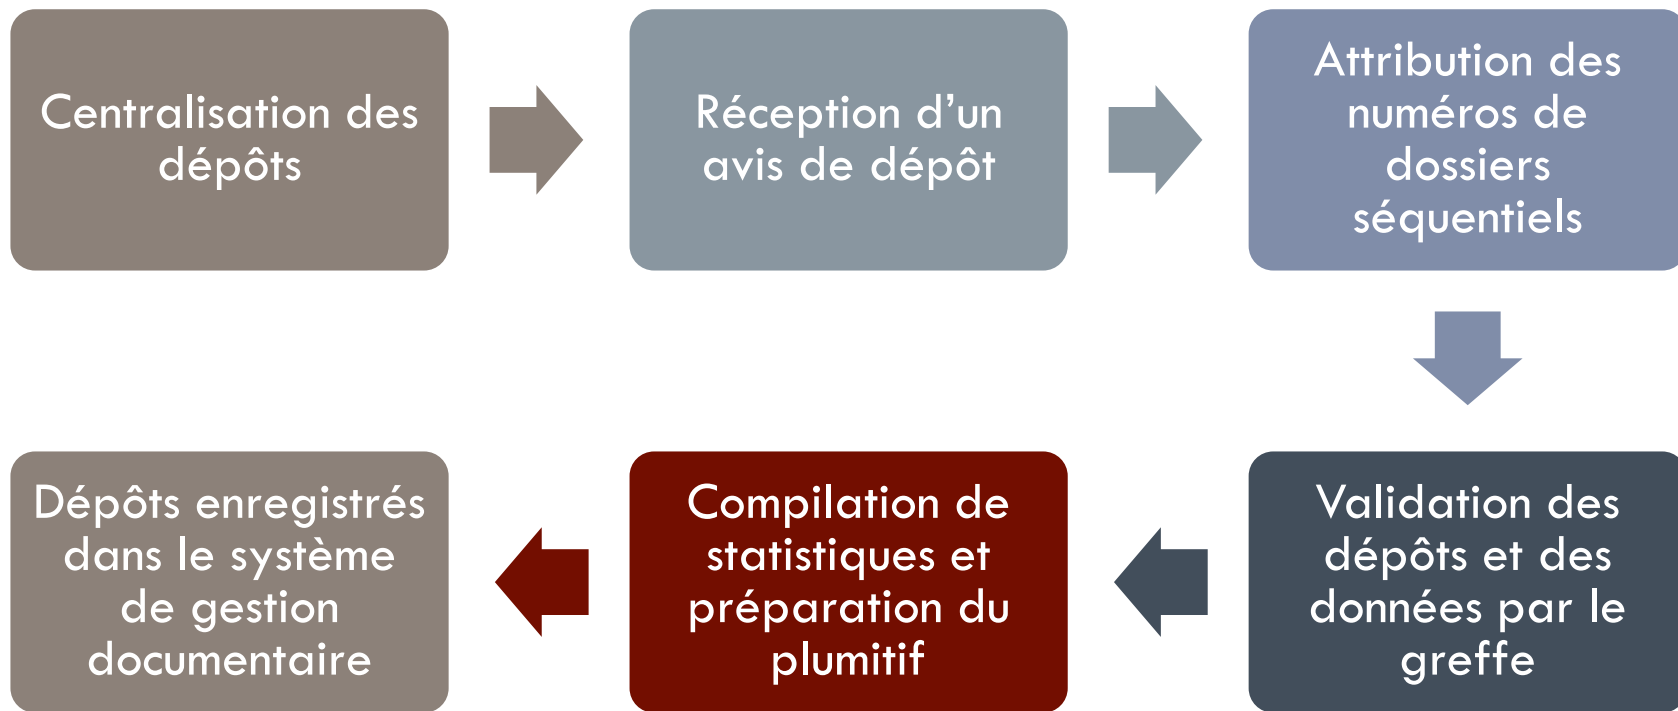 Centralisation des
dépôts
Réception d’un
avis de dépôt
Attribution des
numéros de
dossiers
séquentiels
Validation des
dépôts et des
données par le
greffe
Compilation de
statistiques et
préparation du
plumitif
Dépôts enregistrés
dans le système
de gestion
documentaire